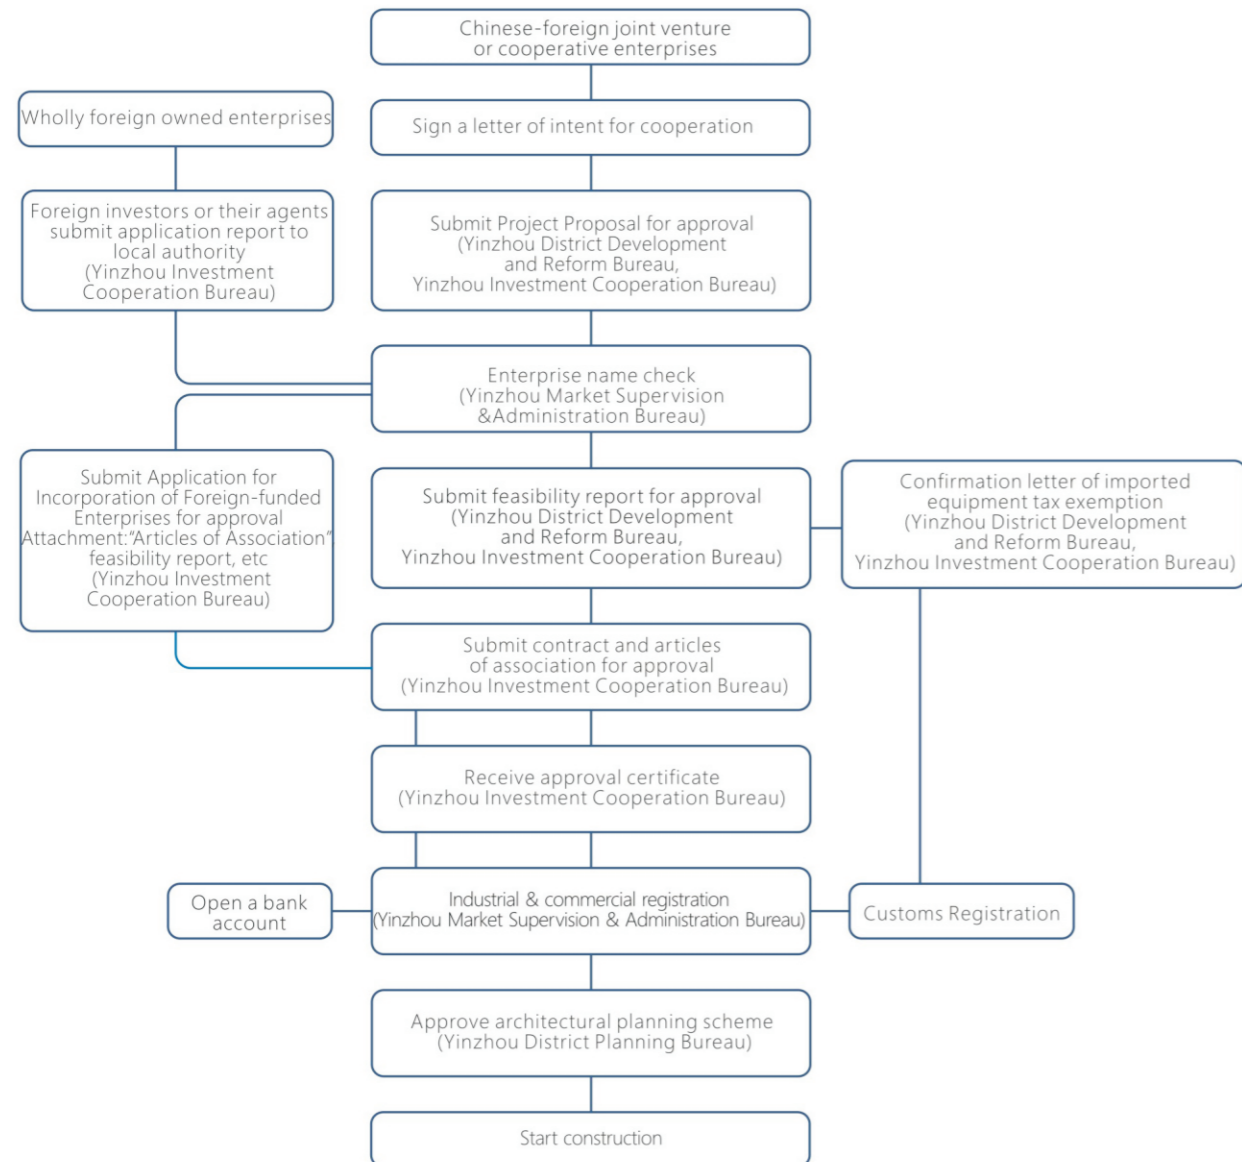 Chinese-foreign joint venture
or cooperative enterprises
Wholly foreign owned enterprises
Sign a letter of intent for cooperation
Foreign investors or their agents
submit application report to
local authority
(Yinzhou Investment
Cooperation Bureau)
Submit Project Proposal for approval
(Yinzhou District Development
and Reform Bureau,
Yinzhou Investment Cooperation Bureau)
Enterprise name check
(Yinzhou Market Supervision
&Administration Bureau)
Submit Application for
Incorporation of Foreign-funded
Enterprises for approval
Attachment:"Articles of Association",
feasibility report, etc
(Yinzhou Investment
Cooperation Bureau)
Submit feasibility report for approval
(Yinzhou District Development
and Reform Bureau,
Yinzhou Investment Cooperation Bureau)
Confirmation letter of imported
equipment tax exemption
(Yinzhou District Development
and Reform Bureau,
Yinzhou Investment Cooperation Bureau)
Submit contract and articles
of association for approval
(Yinzhou Investment Cooperation Bureau)
Receive approval certificate
(Yinzhou Investment Cooperation Bureau)
Open a bank
account
Industrial & commercial registration
(Yinzhou Market Supervision & Administration Bureau)
Customs Registration
Approve architectural planning scheme
(Yinzhou District Planning Bureau)
Start construction